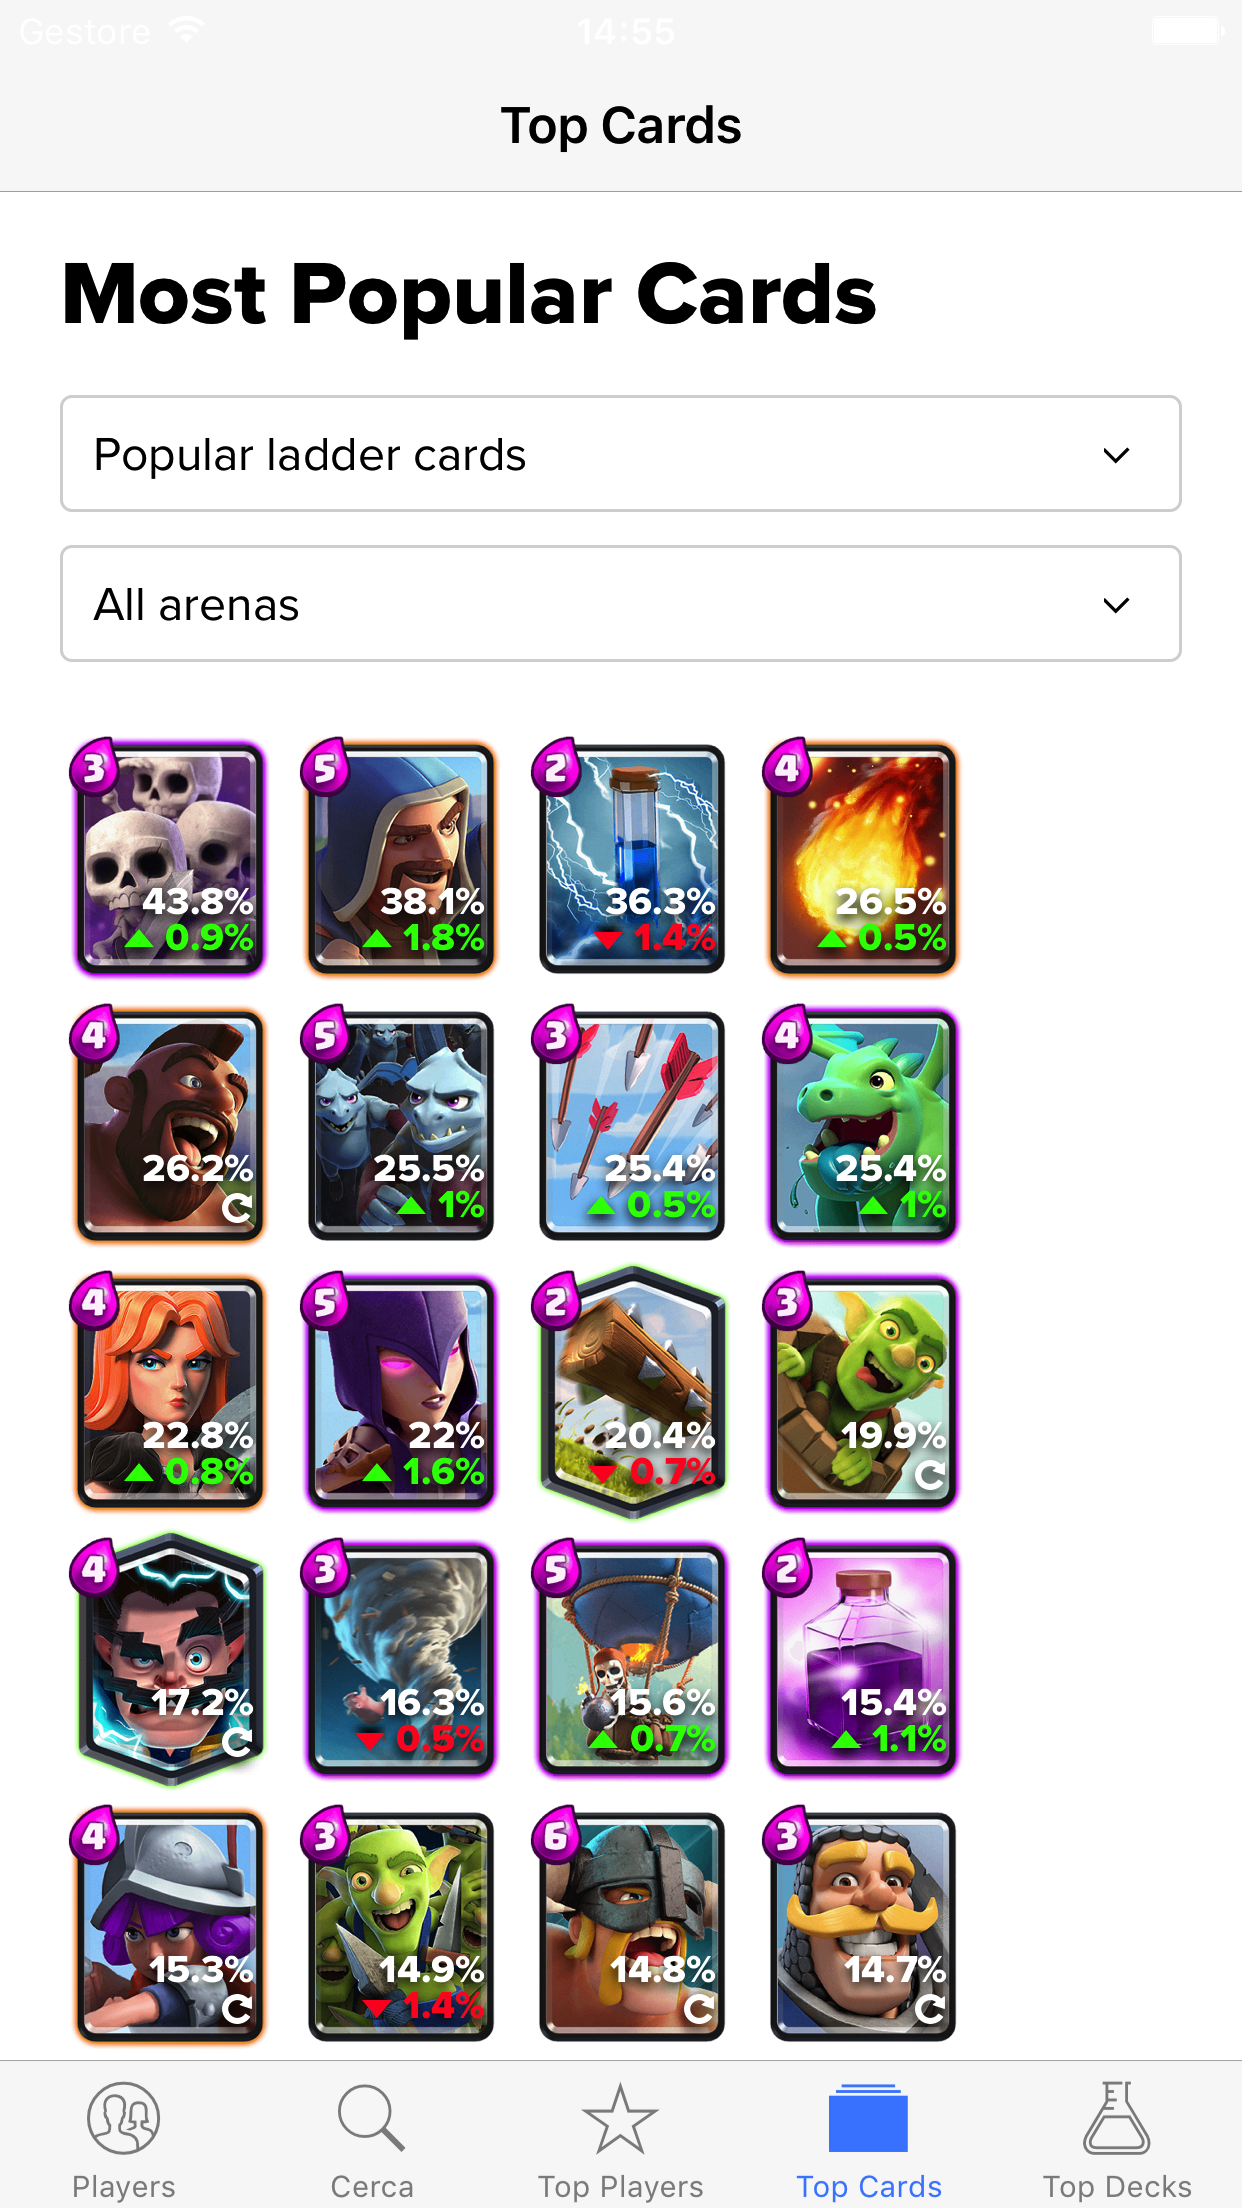 Gestore 14:55
Top Cards
Most Popular Cards
Popular ladder cards
All arenas
3 5 2 4
43.8% 38.1% 36.3% 26.5%
0.9% 1.8% 1.4% 0.5%
4 5 3 4
26.2% 25.5% 25.4% 25.4%
1% 0.5% 1%
4 5 2 3
22.8% 22% 20.4% 19.9%
0.8% 1.6% 0.7%
4 3 5 2
17.2% 16.3% 15.6% 15.4%
0.5% 0.7% 1.1%
4 3 6 3
15.3% 14.9% 14.8% 14.7%
1.4%
Players Cerca Top Players Top Cards Top Decks